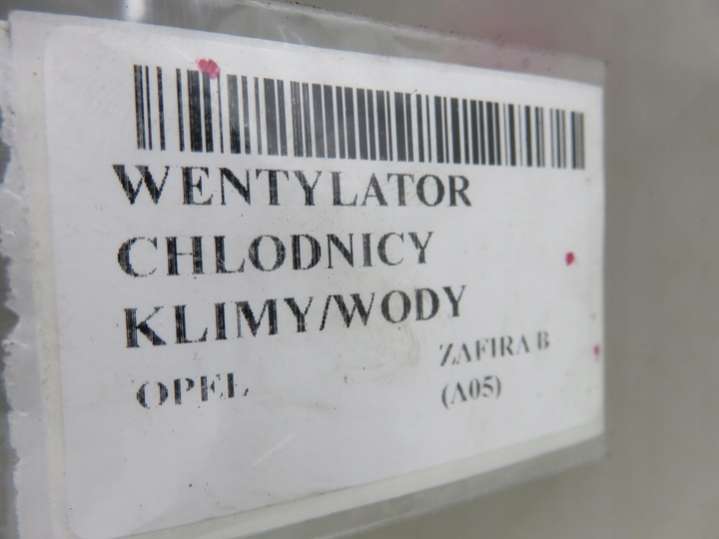 WENTYLATOR
CHLODNICY
KLIMY/WODY
OPEL ZAFIRA B
(A05)